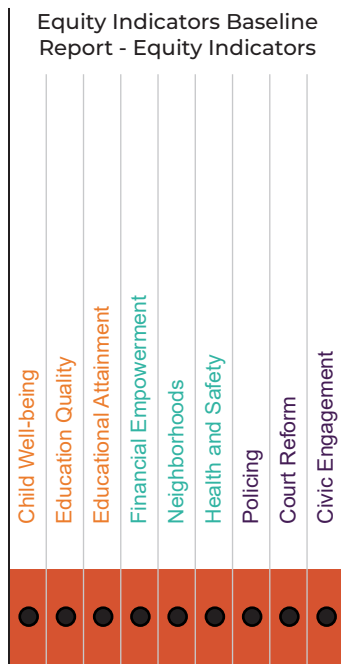 Equity Indicators Baseline
Report - Equity Indicators
Child Well-being
Education Quality
Educational Attainment
Financial Empowerment
Neighborhoods
Health and Safety
Policing
Court Reform
Civic Engagement